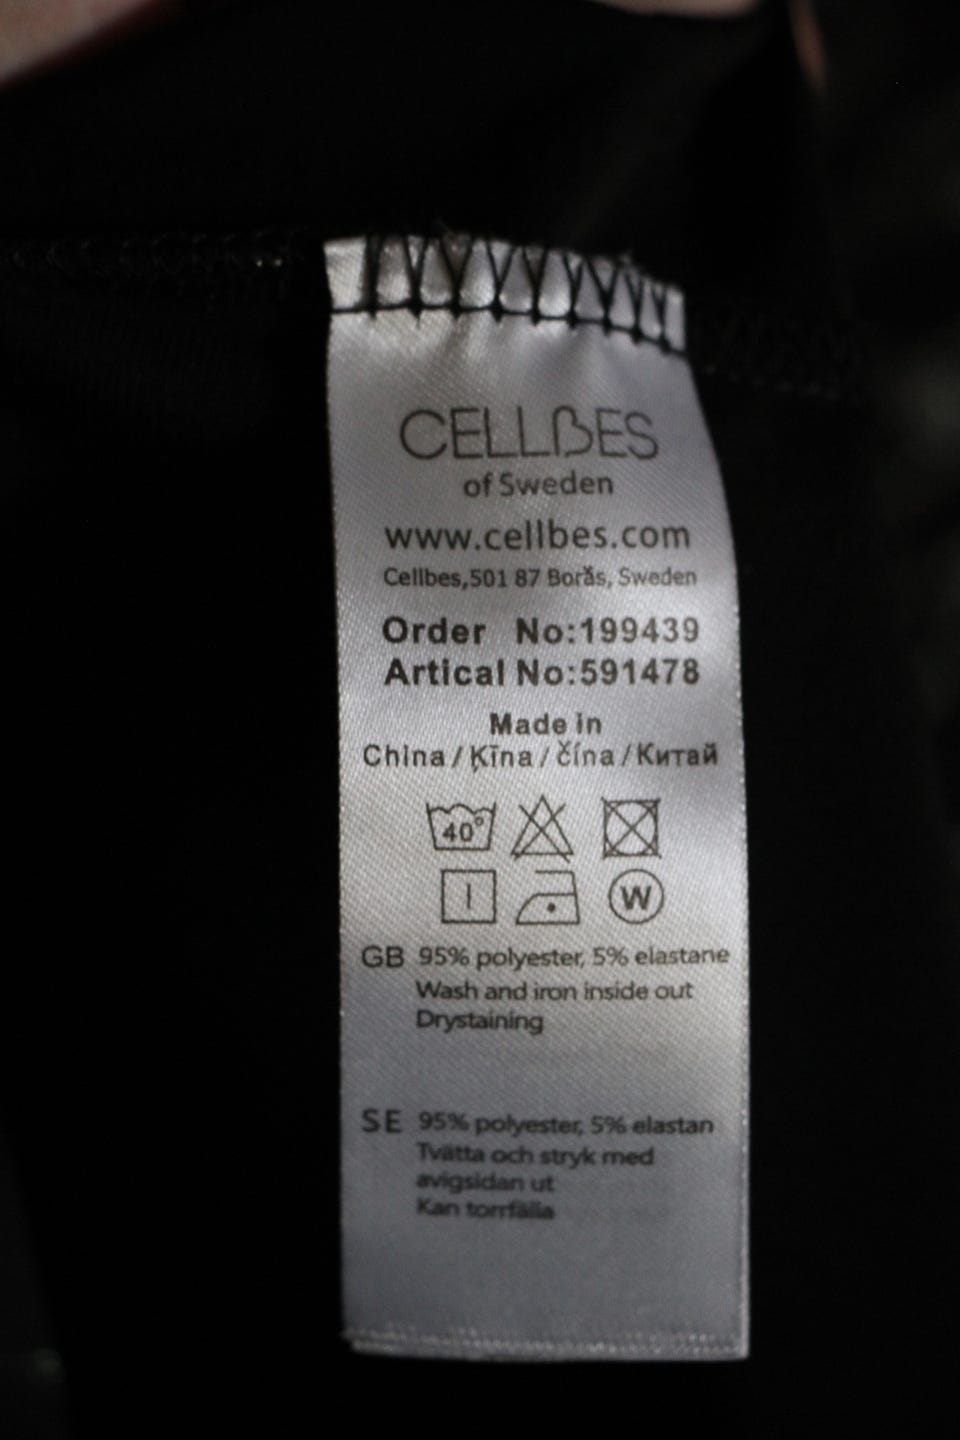 CELLBES
of Sweden
www.cellbes.com
Cellbes,501 87 Borås, Sweden
Order No:199439
Artical No:591478
Made in
China / Ķīna / čína / Китай
40°
W
GB 95% polyester, 5% elastane
Wash and iron inside out
Drystaining
SE 95% polyester, 5% elastan
Tvätta och stryk med
avigsidan ut
Kan torrfälla